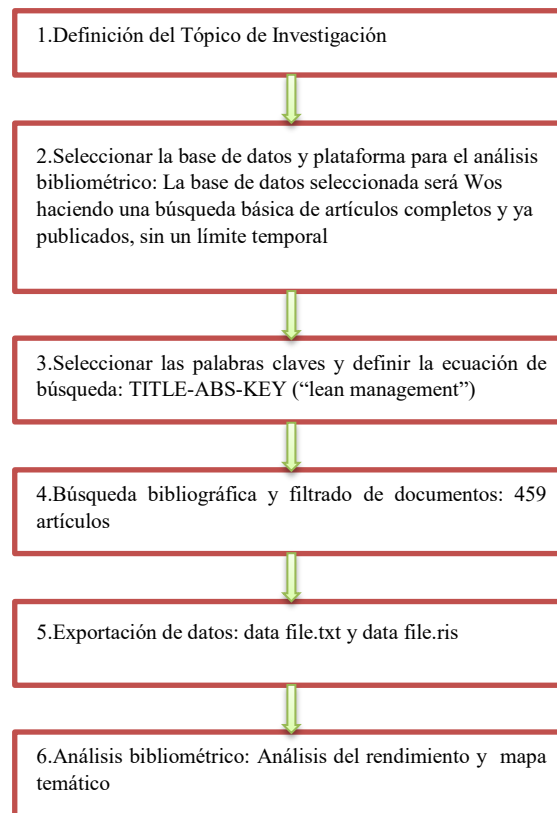 1.Definición del Tópico de Investigación
2.Seleccionar la base de datos y plataforma para el análisis
bibliométrico: La base de datos seleccionada será Wos
haciendo una búsqueda básica de artículos completos y ya
publicados, sin un límite temporal
3.Seleccionar las palabras claves y definir la ecuación de
búsqueda: TITLE-ABS-KEY (“lean management”)
4.Búsqueda bibliográfica y filtrado de documentos: 459
artículos
5.Exportación de datos: data file.txt y data file.ris
6.Análisis bibliométrico: Análisis del rendimiento y mapa
temático